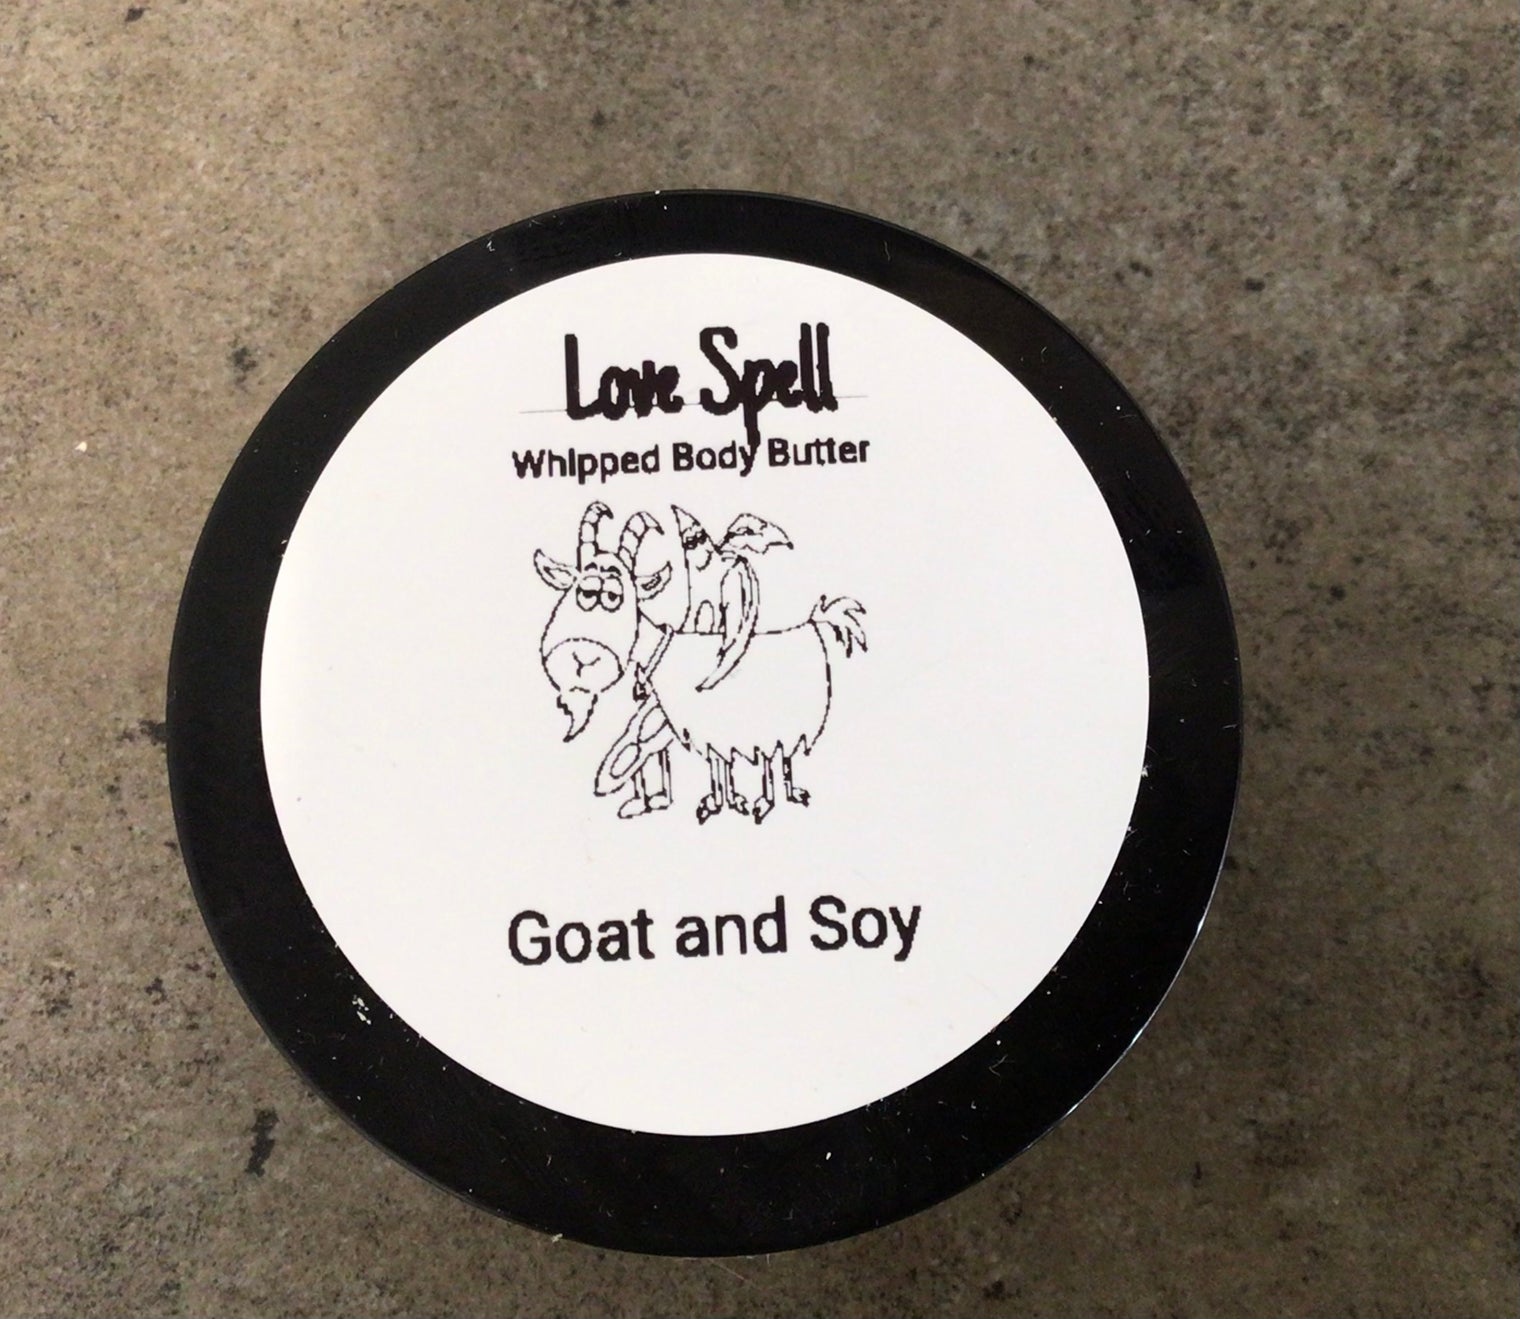 Love Spell
Whipped Body Butter
Goat and Soy